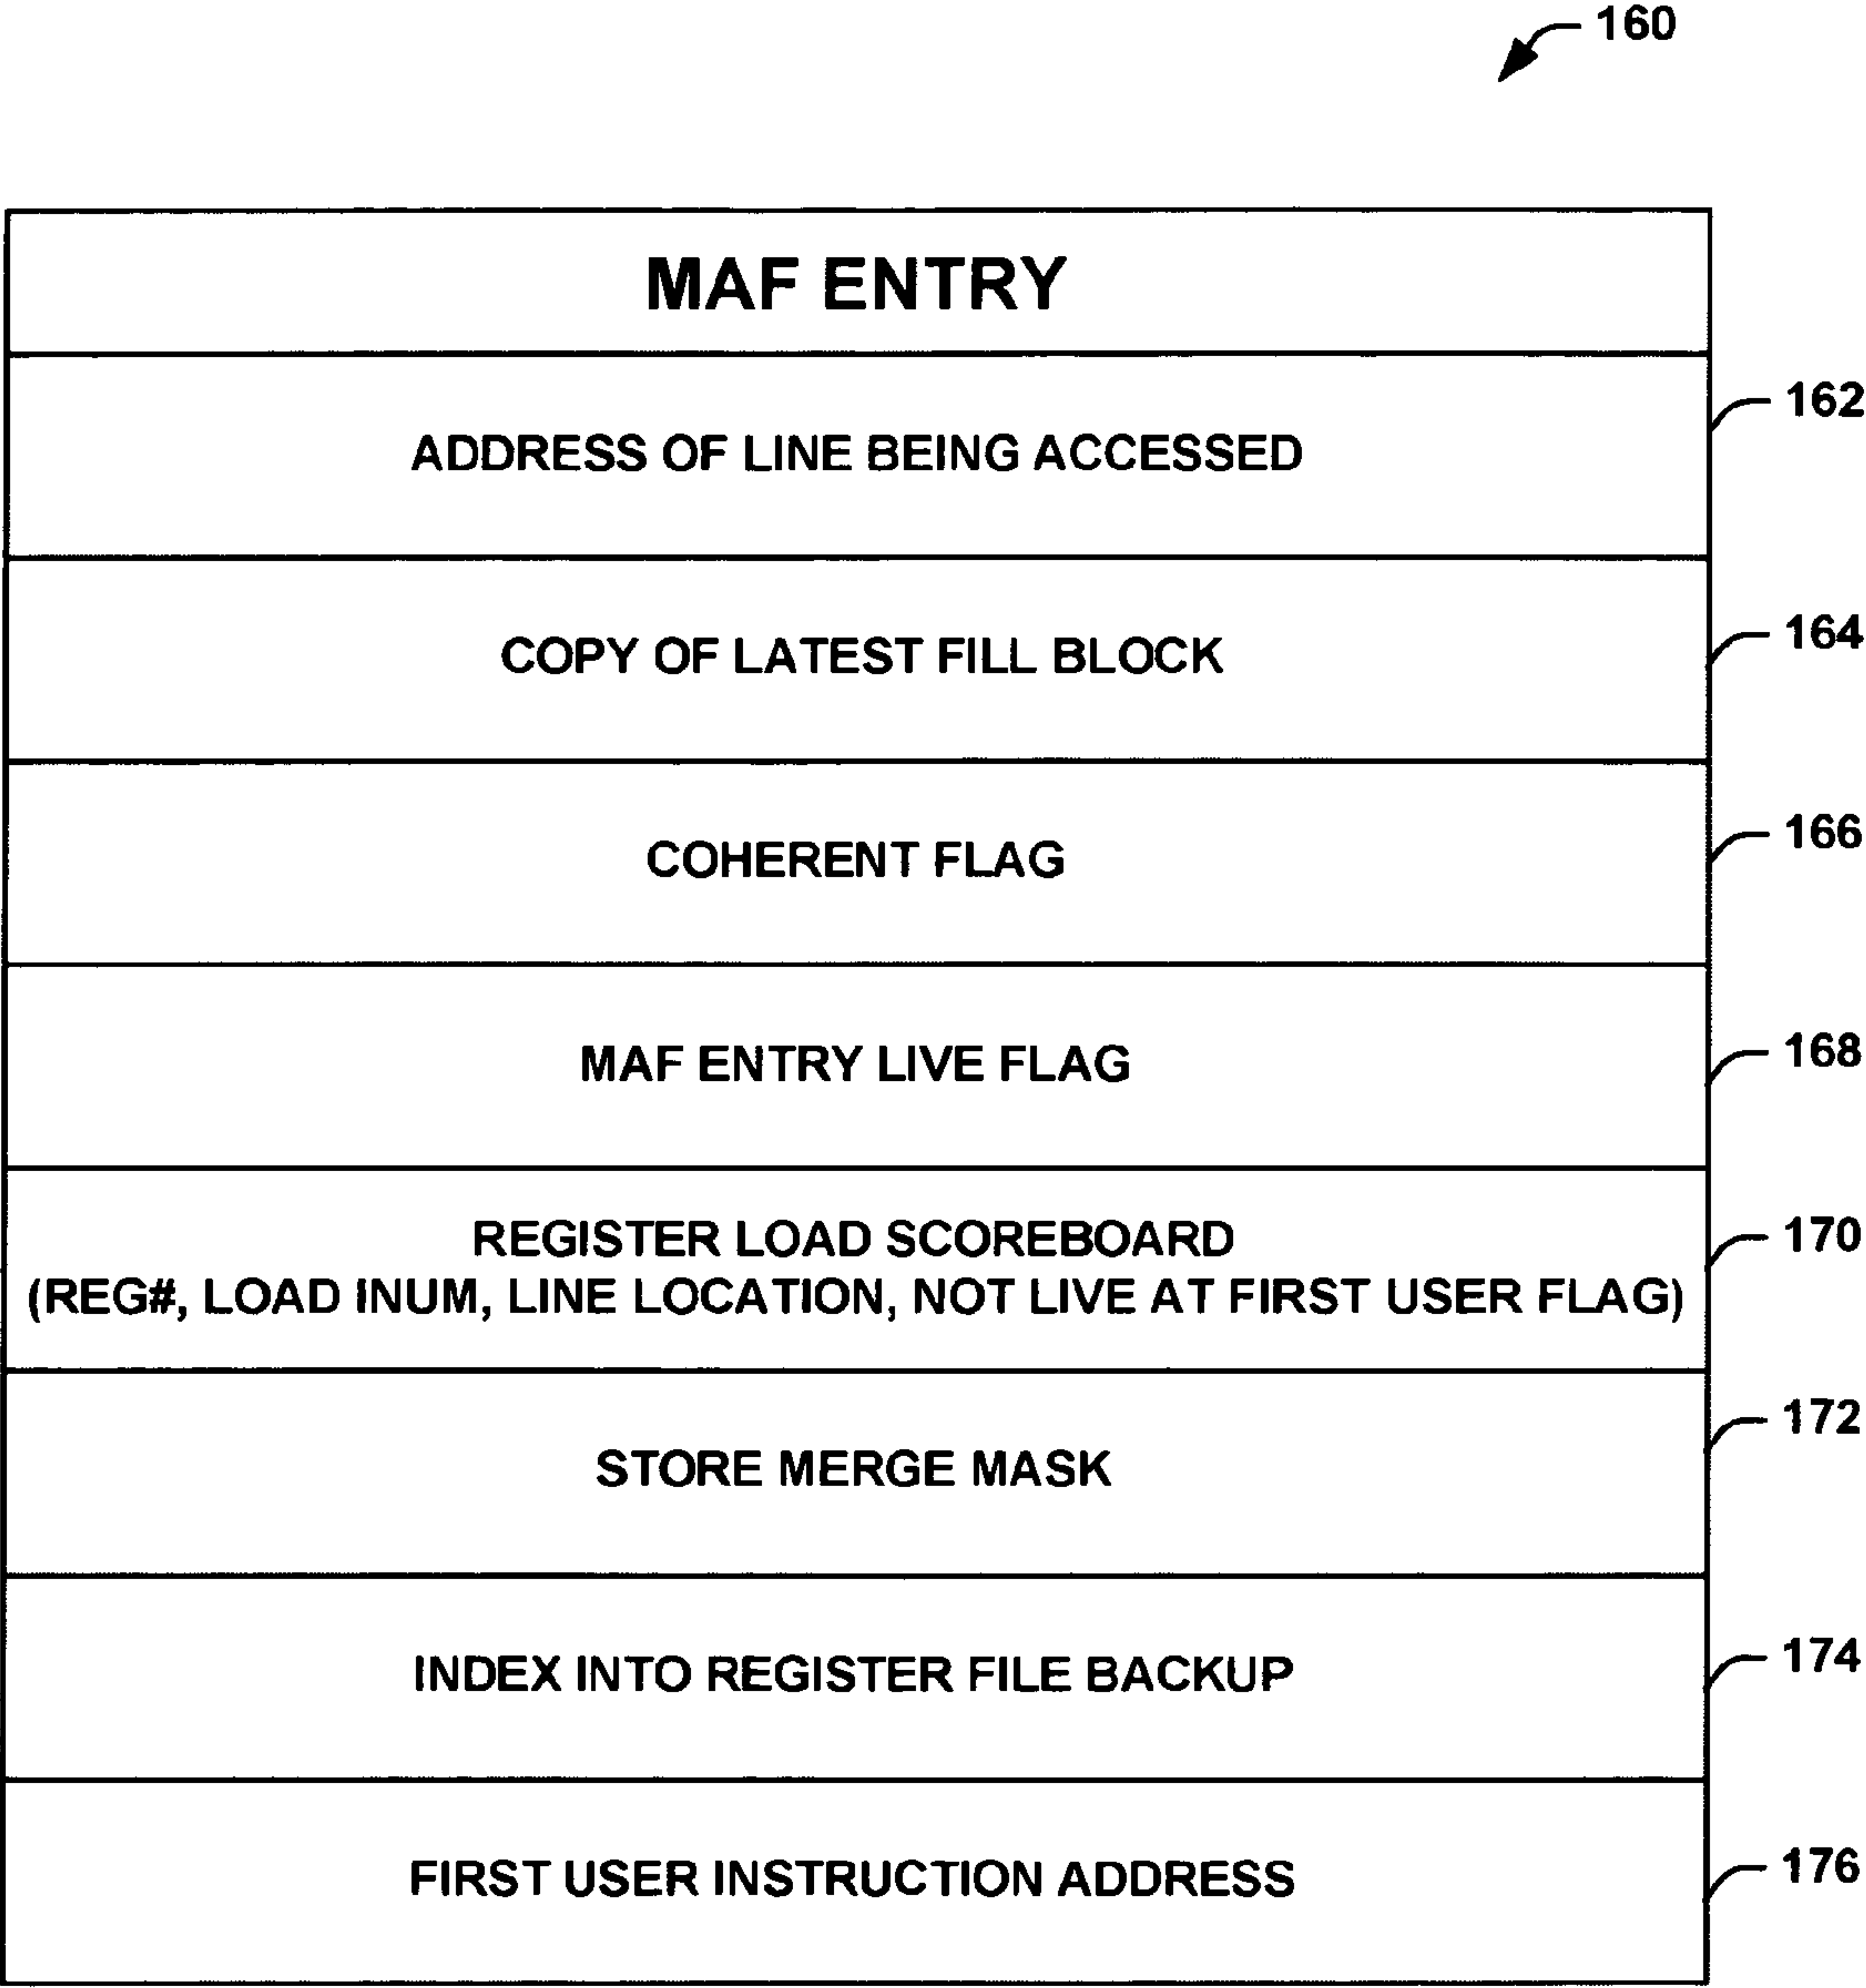 160
MAF ENTRY
ADDRESS OF LINE BEING ACCESSED
162
COPY OF LATEST FILL BLOCK
164
COHERENT FLAG
166
MAF ENTRY LIVE FLAG
168
REGISTER LOAD SCOREBOARD
(REG#, LOAD INUM, LINE LOCATION, NOT LIVE AT FIRST USER FLAG)
170
STORE MERGE MASK
172
INDEX INTO REGISTER FILE BACKUP
174
FIRST USER INSTRUCTION ADDRESS
176